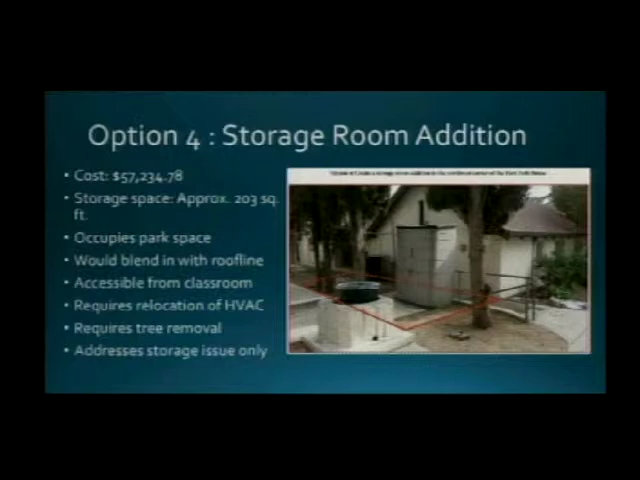 Option 4 : Storage Room Addition
• Cost: $57,234.78
• Storage space: Approx. 203 sq.
ft.
• Occupies park space
• Would blend in with roofline
• Accessible from classroom
• Requires relocation of HVAC
• Requires tree removal
• Addresses storage issue only